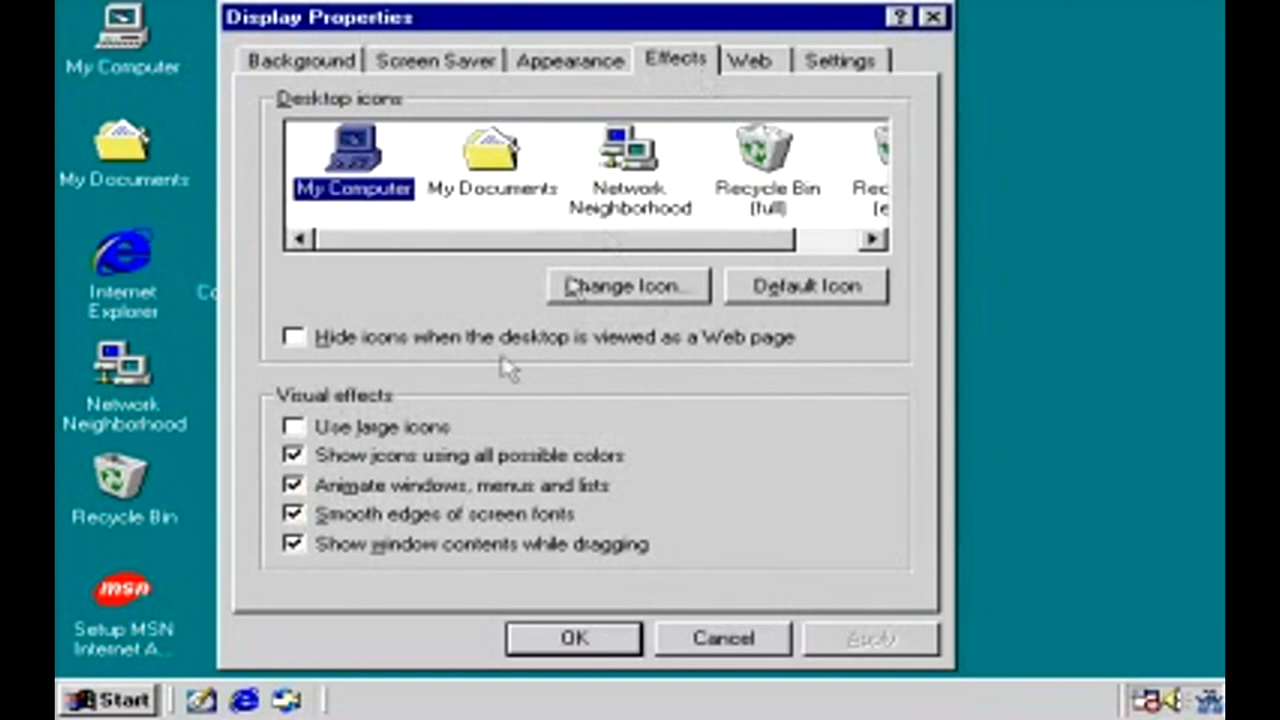 Display Properties
My Computer
My Documents
Internet
Explorer
Co
Network
Neighborhood
Recycle Bin
msn
Setup MSN
Internet A...
Background
Screen Saver
Appearance
Effects
Web
Settings
Desktop icons
My Computer
My Documents
Network
Neighborhood
Recycle Bin
(full)
Rec
(e
Change Icon...
Default Icon
Hide icons when the desktop is viewed as a Web page
Visual effects
Use large icons
Show icons using all possible colors
Animate windows, menus and lists
Smooth edges of screen fonts
Show window contents while dragging
OK
Cancel
Apply
Start